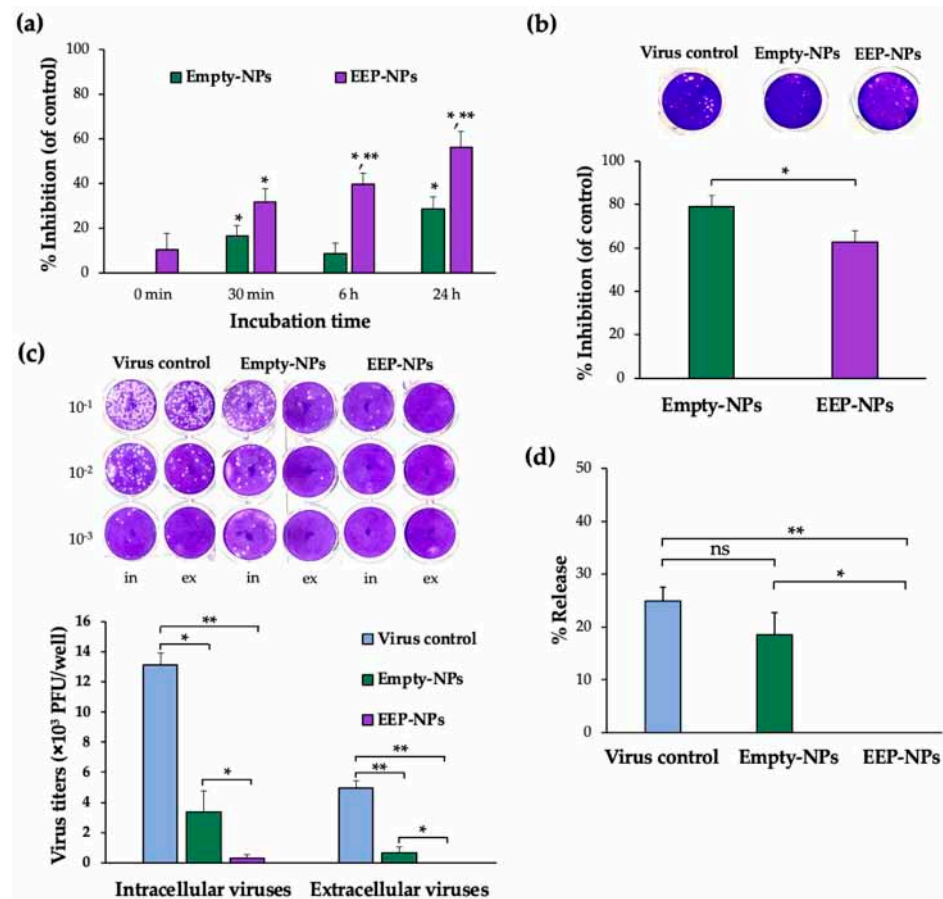 (a)
% Inhibition (of control)
100
80
60
40
20
0
Empty-NPs
EEP-NPs
*
*
*,**
*
*,**
0 min
30 min
6 h
24 h
Incubation time
(b)
Virus control
Empty-NPs
EEP-NPs
% Inhibition (of control)
100
80
60
40
20
0
*
Empty-NPs
EEP-NPs
(c)
Virus control
Empty-NPs
EEP-NPs
10-1
10-2
10-3
in
ex
in
ex
in
ex
Virus titers (×10³ PFU/well)
16
14
12
10
8
6
4
2
0
**
*
*
Virus control
Empty-NPs
EEP-NPs
**
**
*
Intracellular viruses
Extracellular viruses
(d)
% Release
50
40
30
20
10
0
**
ns
*
Virus control
Empty-NPs
EEP-NPs